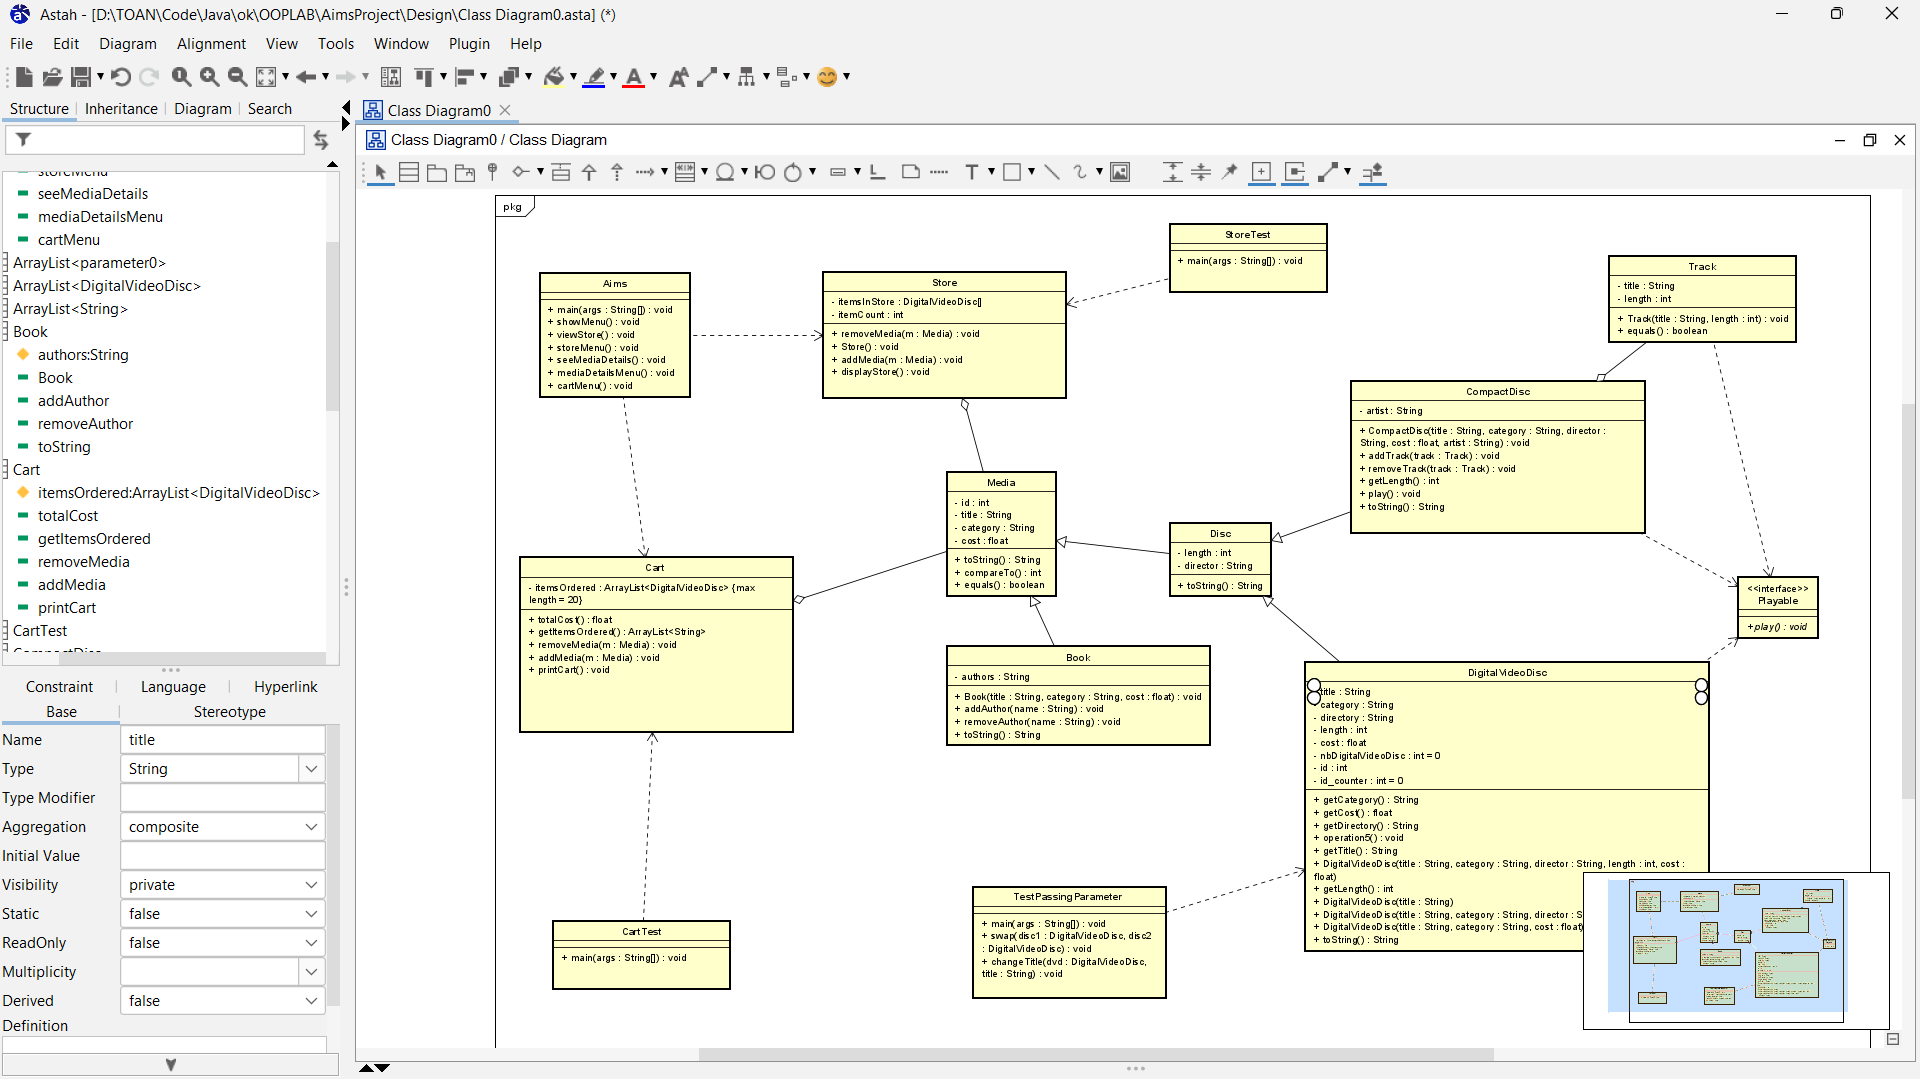 Astah - [D:\TOAN\Code\Java\ok\OOPLAB\AimsProject\Design\Class Diagram0.asta] (*)
File Edit Diagram Alignment View Tools Window Plugin Help
Structure Inheritance Diagram Search
Class Diagram0
Class Diagram0 / Class Diagram
storeMenu
seeMediaDetails
mediaDetailsMenu
cartMenu
ArrayList<parameter0>
ArrayList<DigitalVideoDisc>
ArrayList<String>
Book
authors:String
Book
addAuthor
removeAuthor
toString
Cart
itemsOrdered:ArrayList<DigitalVideoDisc>
totalCost
getItemsOrdered
removeMedia
addMedia
printCart
CartTest
CompactDisc
Constraint Language Hyperlink
Base Stereotype
Name title
Type String
Type Modifier
Aggregation composite
Initial Value
Visibility private
Static false
ReadOnly false
Multiplicity
Derived false
Definition
pkg
Aims
+ main(args : String[]) : void
+ showMenu() : void
+ viewStore() : void
+ storeMenu() : void
+ seeMediaDetails() : void
+ mediaDetailsMenu() : void
+ cartMenu() : void
Store
- itemsInStore : DigitalVideoDisc[]
- itemCount : int
+ removeMedia(m : Media) : void
+ Store() : void
+ addMedia(m : Media) : void
+ displayStore() : void
StoreTest
+ main(args : String[]) : void
Track
- title : String
- length : int
+ Track(title : String, length : int) : void
+ equals() : boolean
CompactDisc
- artist : String
+ CompactDisc(title : String, category : String, director :
String, cost : float, artist : String) : void
+ addTrack(track : Track) : void
+ removeTrack(track : Track) : void
+ getLength() : int
+ play() : void
+ toString() : String
Media
- id : int
- title : String
- category : String
- cost : float
+ toString() : String
+ compareTo() : int
+ equals() : boolean
Disc
- length : int
- director : String
+ toString() : String
<<interface>>
Playable
+ play() : void
Cart
- itemsOrdered : ArrayList<DigitalVideoDisc> {max
length = 20}
+ totalCost() : float
+ getItemsOrdered() : ArrayList<String>
+ removeMedia(m : Media) : void
+ addMedia(m : Media) : void
+ printCart() : void
Book
- authors : String
+ Book(title : String, category : String, cost : float) : void
+ addAuthor(name : String) : void
+ removeAuthor(name : String) : void
+ toString() : String
DigitalVideoDisc
title : String
category : String
- directory : String
- length : int
- cost : float
- nbDigitalVideoDisc : int = 0
- id : int
- id_counter : int = 0
+ getCategory() : String
+ getCost() : float
+ getDirectory() : String
+ operation5() : void
+ getTitle() : String
+ DigitalVideoDisc(title : String, category : String, director : String, length : int, cost :
float)
+ getLength() : int
+ DigitalVideoDisc(title : String)
+ DigitalVideoDisc(title : String, category : String, director : S
+ DigitalVideoDisc(title : String, category : String, cost : float)
+ toString() : String
TestPassingParameter
+ main(args : String[]) : void
+ swap(disc1 : DigitalVideoDisc, disc2
: DigitalVideoDisc) : void
+ changeTitle(dvd : DigitalVideoDisc,
title : String) : void
CartTest
+ main(args : String[]) : void